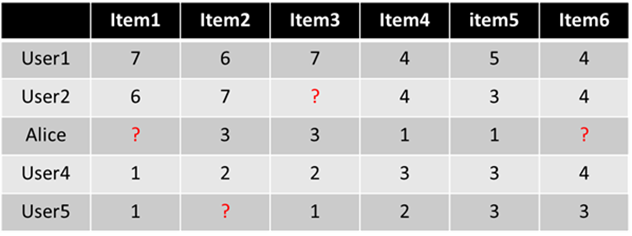 Item1 Item2 Item3 Item4 item5 Item6
User1 7 6 7 4 5 4
User2 6 7 ? 4 3 4
Alice ? 3 3 1 1 ?
User4 1 2 2 3 3 4
User5 1 ? 1 2 3 3